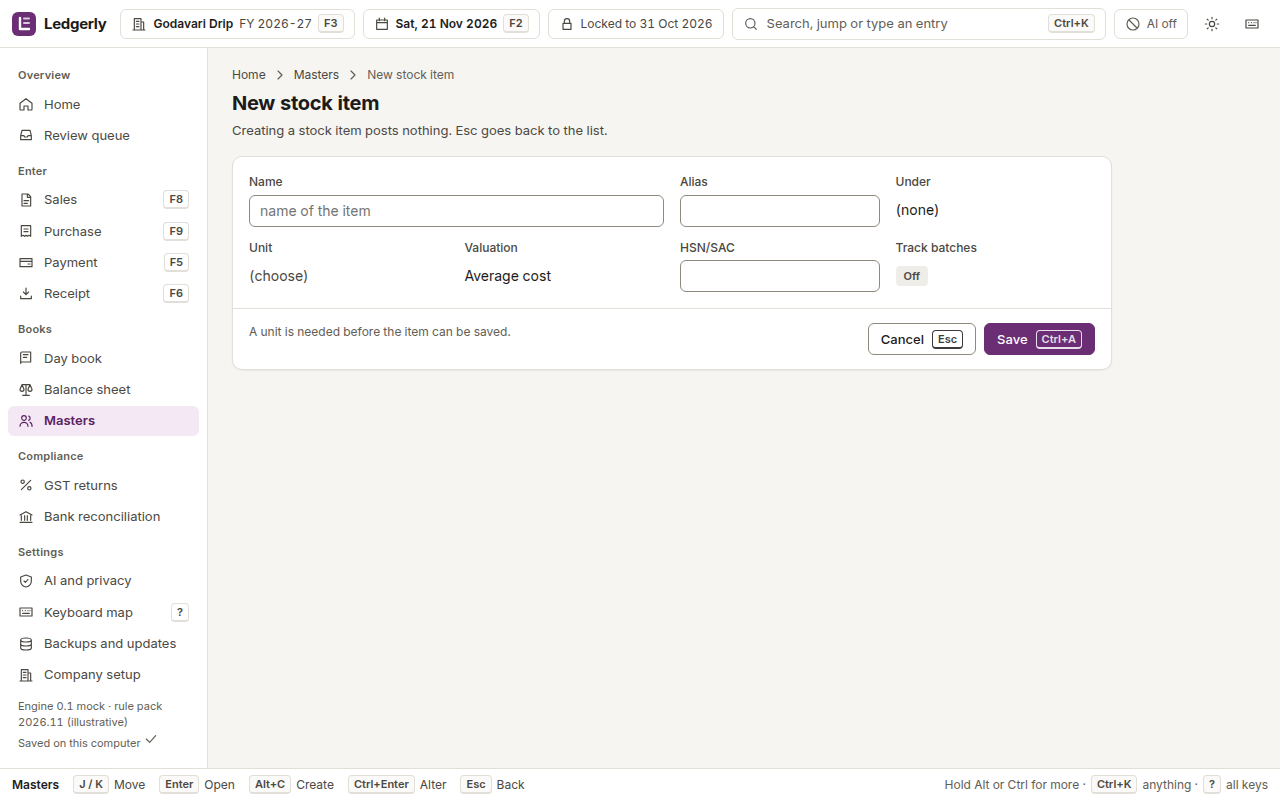 Ledgerly
Godavari Drip FY 2026-27 F3
Sat, 21 Nov 2026 F2
Locked to 31 Oct 2026
Search, jump or type an entry Ctrl+K
AI off
Overview
Home
Review queue
Enter
Sales F8
Purchase F9
Payment F5
Receipt F6
Books
Day book
Balance sheet
Masters
Compliance
GST returns
Bank reconciliation
Settings
AI and privacy
Keyboard map ?
Backups and updates
Company setup
Engine 0.1 mock · rule pack
2026.11 (illustrative)
Saved on this computer
Home > Masters > New stock item
New stock item
Creating a stock item posts nothing. Esc goes back to the list.
Name Alias Under
name of the item (none)
Unit Valuation HSN/SAC Track batches
(choose) Average cost Off
A unit is needed before the item can be saved.
Cancel Esc Save Ctrl+A
Masters J / K Move Enter Open Alt+C Create Ctrl+Enter Alter Esc Back
Hold Alt or Ctrl for more · Ctrl+K anything · ? all keys